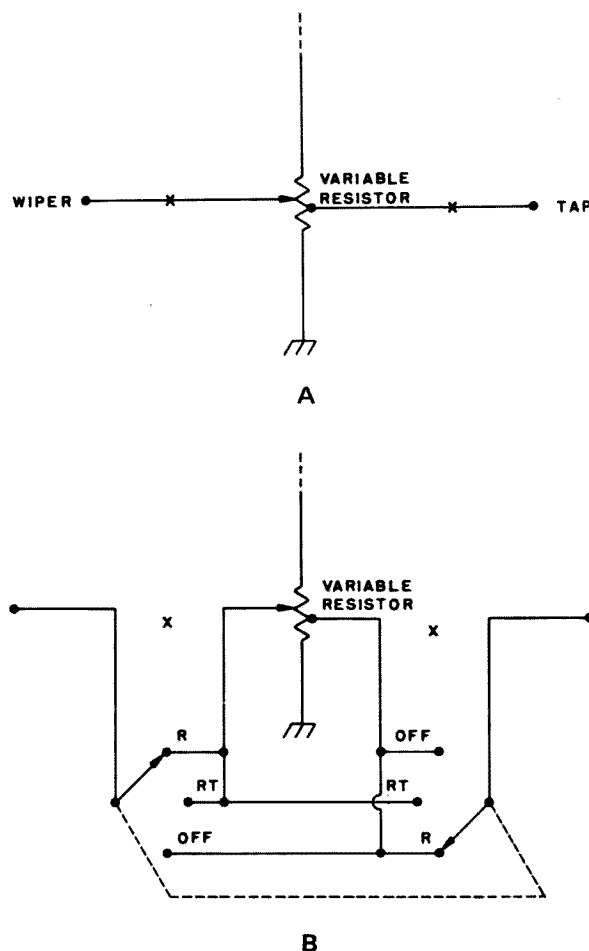 VARIABLE
RESISTOR
WIPER
x
x
TAP
A
VARIABLE
RESISTOR
x
x
R
OFF
RT
RT
OFF
R
B